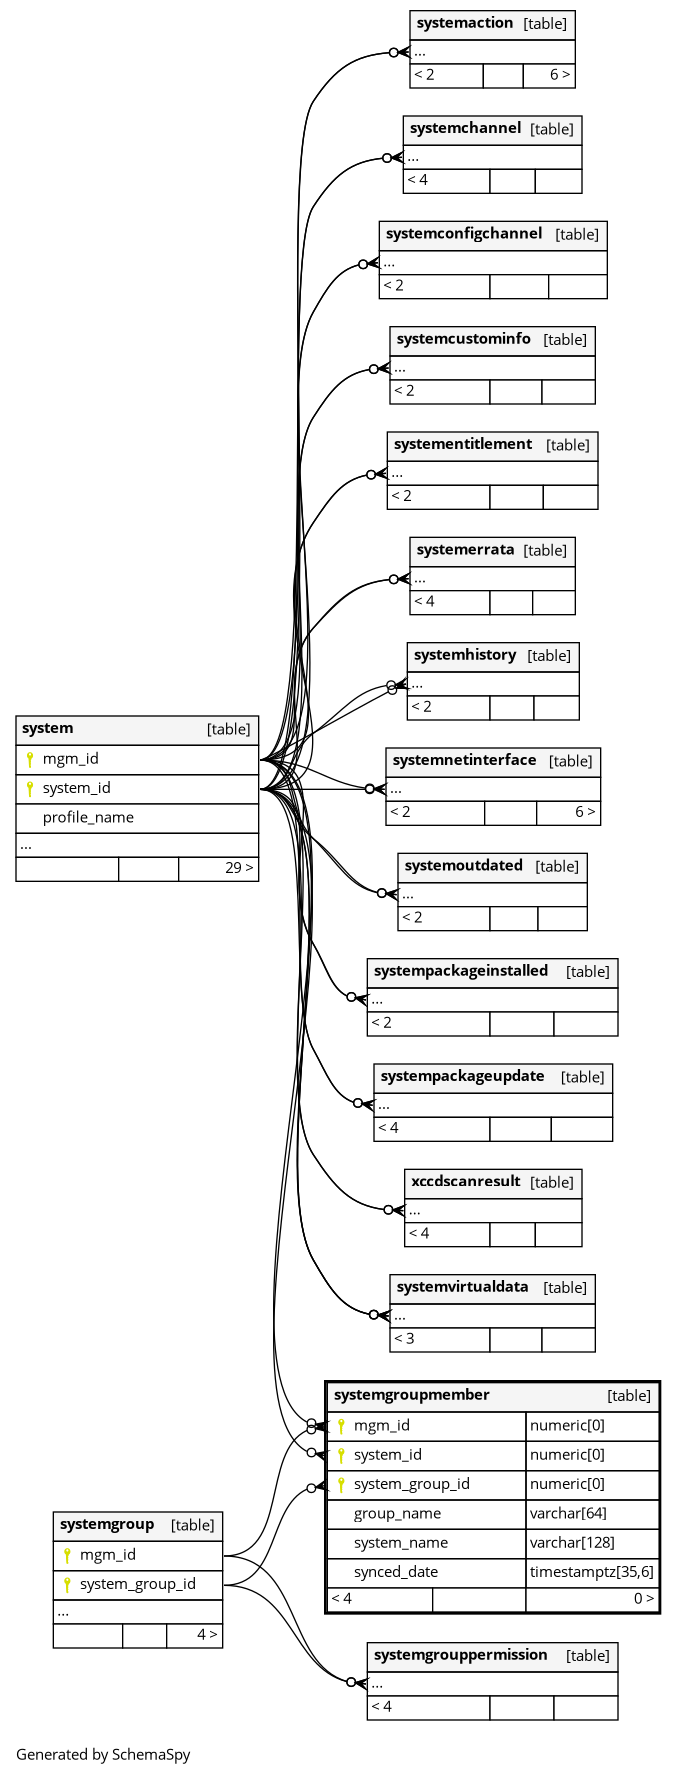 systemaction [table]
...
< 2 6 >
systemchannel [table]
...
< 4
systemconfigchannel [table]
...
< 2
systemcustominfo [table]
...
< 2
systementitlement [table]
...
< 2
systemerrata [table]
...
< 4
systemhistory [table]
...
< 2
system [table]
mgm_id
system_id
profile_name
...
29 >
systemnetinterface [table]
...
< 2 6 >
systemoutdated [table]
...
< 2
systempackageinstalled [table]
...
< 2
systempackageupdate [table]
...
< 4
xccdscanresult [table]
...
< 4
systemvirtualdata [table]
...
< 3
systemgroupmember [table]
mgm_id numeric[0]
system_id numeric[0]
system_group_id numeric[0]
group_name varchar[64]
system_name varchar[128]
synced_date timestamptz[35,6]
< 4 0 >
systemgroup [table]
mgm_id
system_group_id
...
4 >
systemgrouppermission [table]
...
< 4
Generated by SchemaSpy